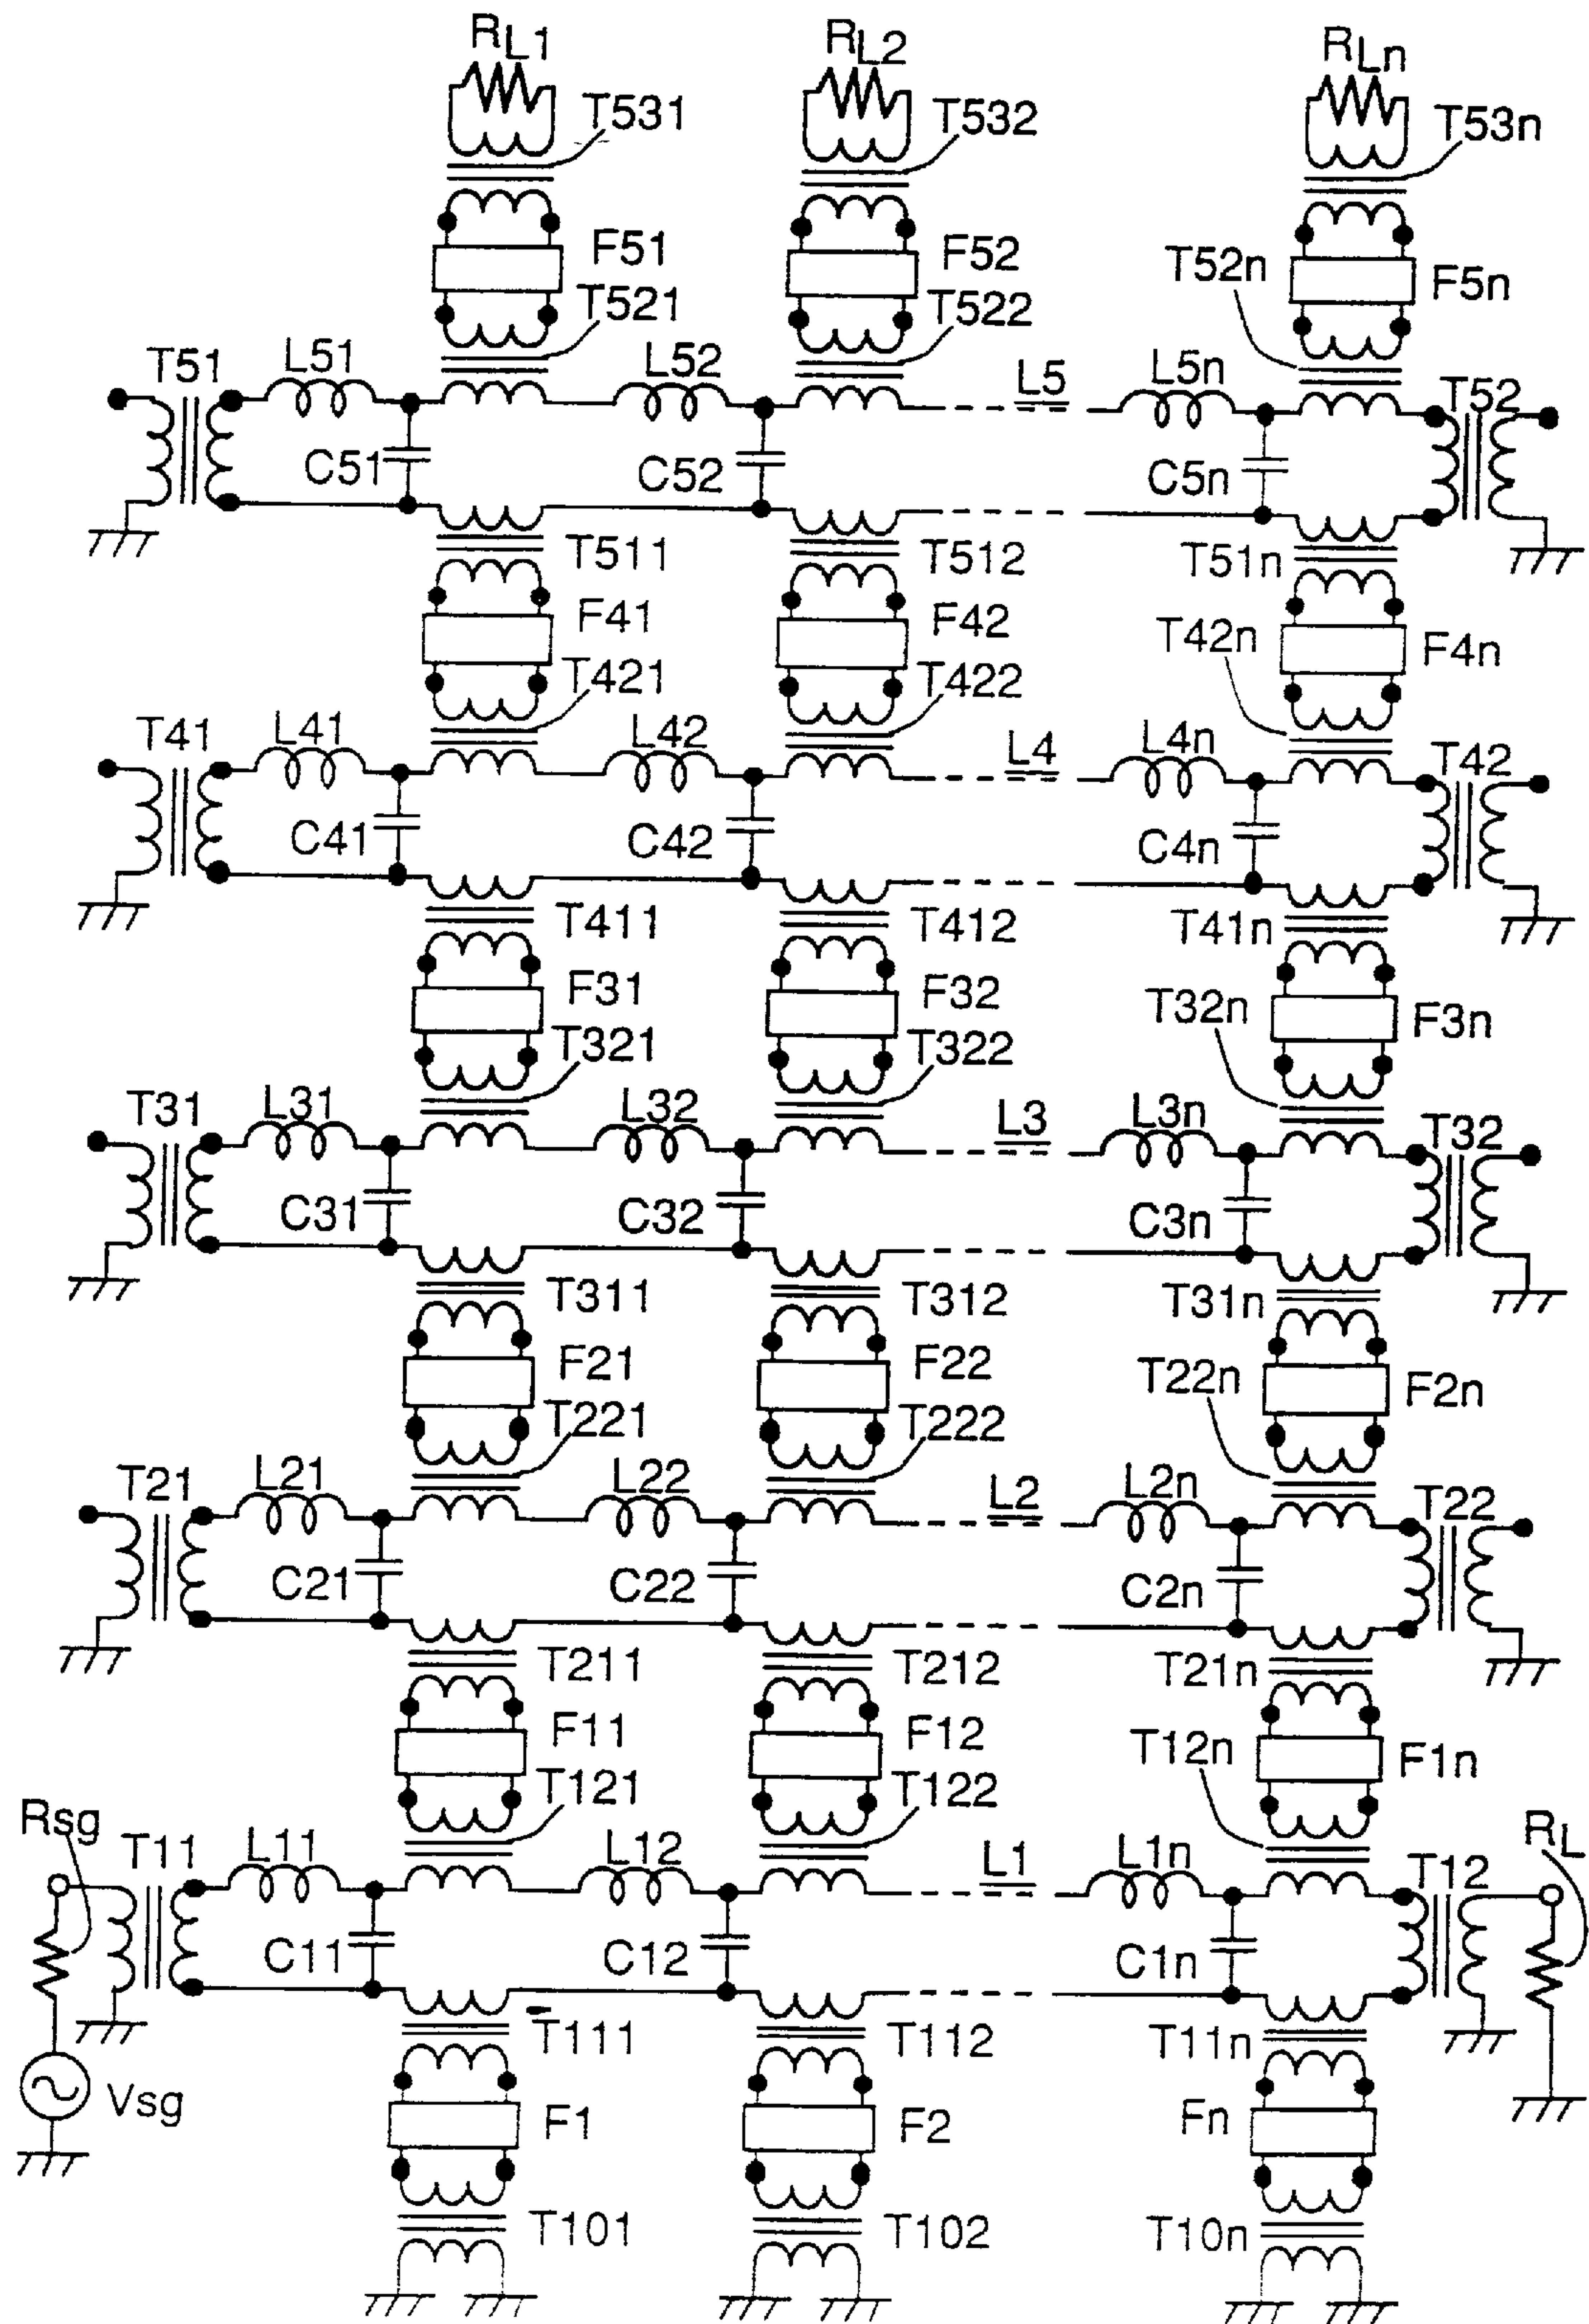 RL1 RL2 RLn
T531 T532 T53n
F51 F52 T52n F5n
T521 T522
T51 L51 L52 L5 L5n T52
C51 C52 C5n
T511 T512 T51n
F41 F42 T42n F4n
T421 T422
T41 L41 L42 L4 L4n T42
C41 C42 C4n
T411 T412 T41n
F31 F32 T32n F3n
T321 T322
T31 L31 L32 L3 L3n T32
C31 C32 C3n
T311 T312 T31n
F21 F22 T22n F2n
T221 T222
T21 L21 L22 L2 L2n T22
C21 C22 C2n
T211 T212 T21n
F11 F12 T12n F1n
T121 T122
Rsg T11 L11 L12 L1 L1n T12 RL
C11 C12 C1n
T111 T112 T11n
Vsg F1 F2 Fn
T101 T102 T10n